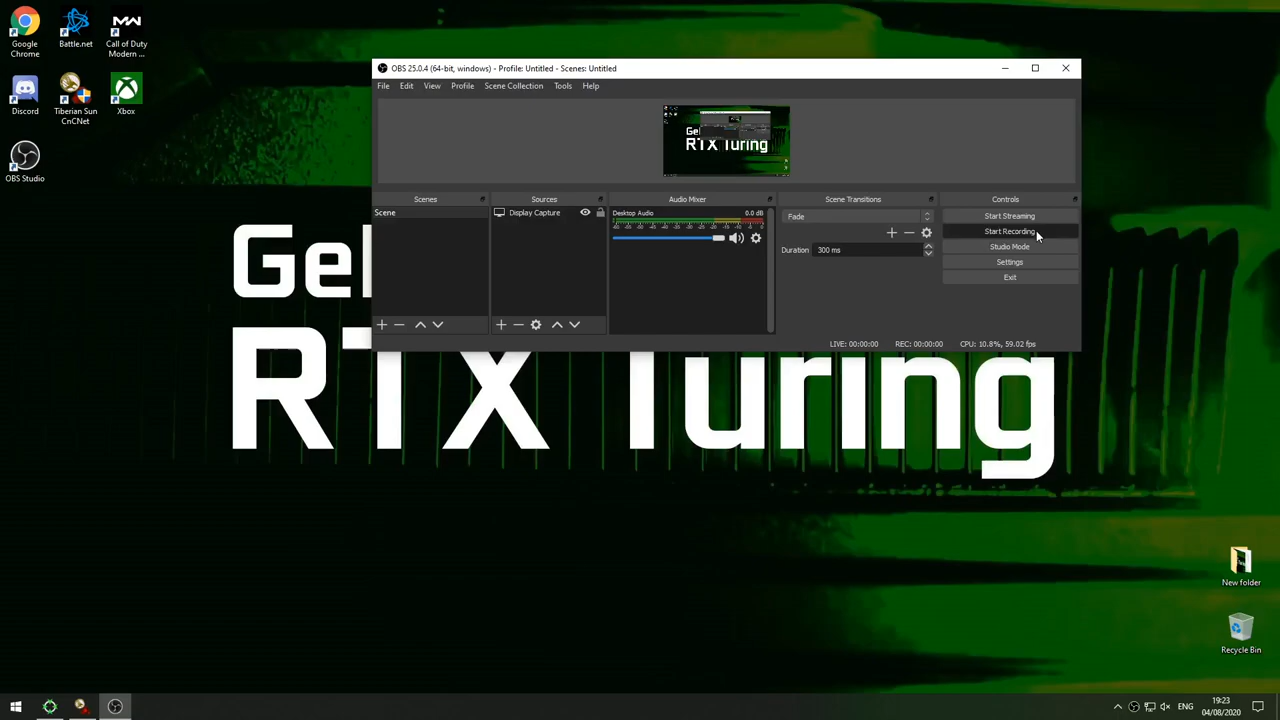 Google
Chrome
Battle.net
Call of Duty
Modern ...
Discord
Tiberian Sun
CnCNet
Xbox
OBS Studio
OBS 25.0.4 (64-bit, windows) - Profile: Untitled - Scenes: Untitled
File Edit View Profile Scene Collection Tools Help
Ge
RTX Turing
Scenes
Scene
Sources
Display Capture
Audio Mixer
Desktop Audio 0.0 dB
Scene Transitions
Fade
Duration 300 ms
Controls
Start Streaming
Start Recording
Studio Mode
Settings
Exit
LIVE: 00:00:00 REC: 00:00:00 CPU: 10.8%, 59.02 fps
Gel
RTX Turing
New folder
Recycle Bin
ENG
19:23
04/08/2020